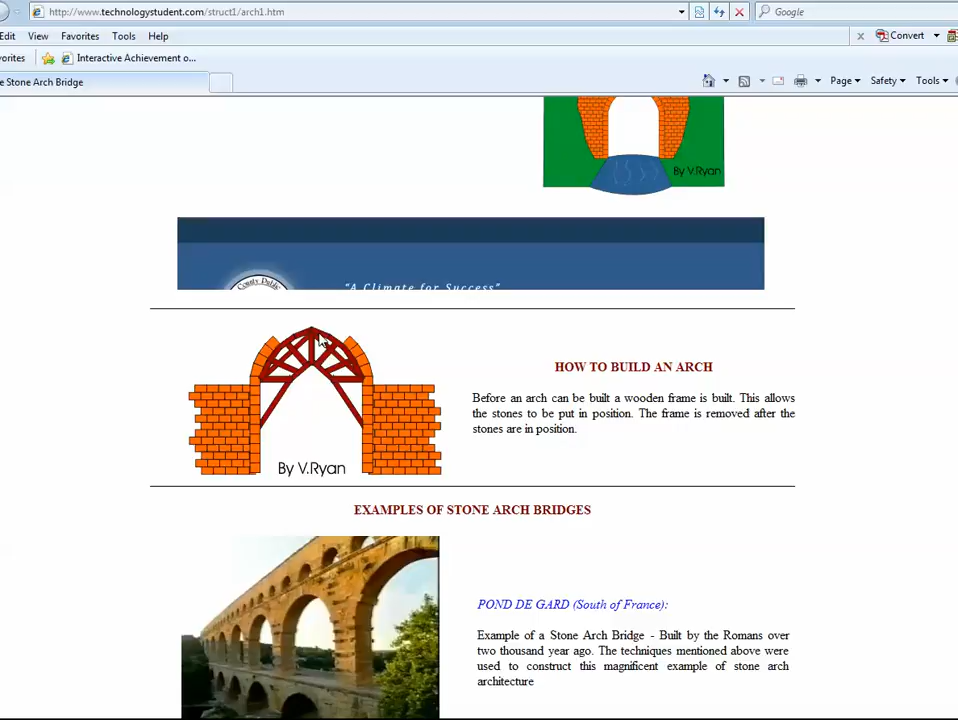 http://www.technologystudent.com/struct1/arch1.htm
Google
Edit View Favorites Tools Help
Convert
vorites Interactive Achievement o...
e Stone Arch Bridge
Page Safety Tools
By V.Ryan
County Public
"A Climate for Success"
HOW TO BUILD AN ARCH
Before an arch can be built a wooden frame is built. This allows
the stones to be put in position. The frame is removed after the
stones are in position.
By V.Ryan
EXAMPLES OF STONE ARCH BRIDGES
POND DE GARD (South of France):
Example of a Stone Arch Bridge - Built by the Romans over
two thousand year ago. The techniques mentioned above were
used to construct this magnificent example of stone arch
architecture